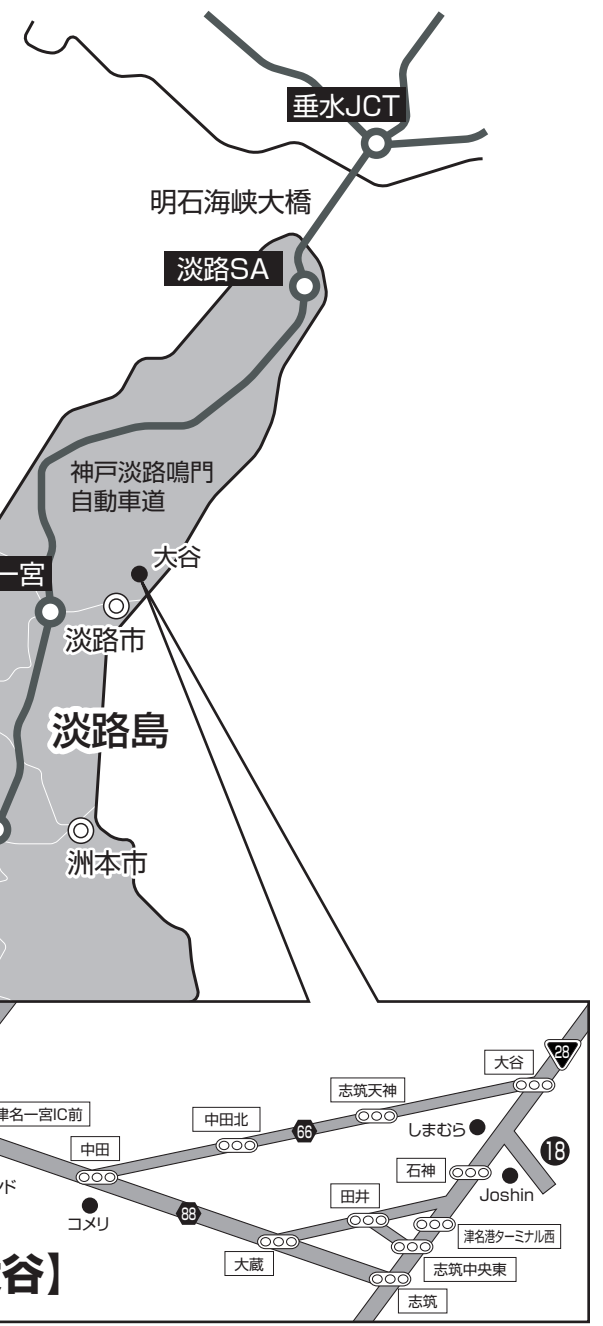 垂水JCT
明石海峡大橋
淡路SA
神戸淡路鳴門
自動車道
大谷
一宮
淡路市
淡路島
洲本市
大谷
28
志筑天神
津名一宮IC前
中田北
66
しまむら
18
中田
石神
Joshin
ンド
田井
コメリ
88
津名港ターミナル西
大蔵
志筑中央東
谷】
志筑